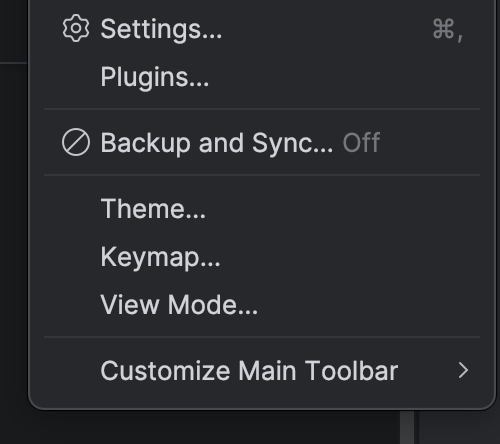 Settings... ⌘,
Plugins...
Backup and Sync... Off
Theme...
Keymap...
View Mode...
Customize Main Toolbar